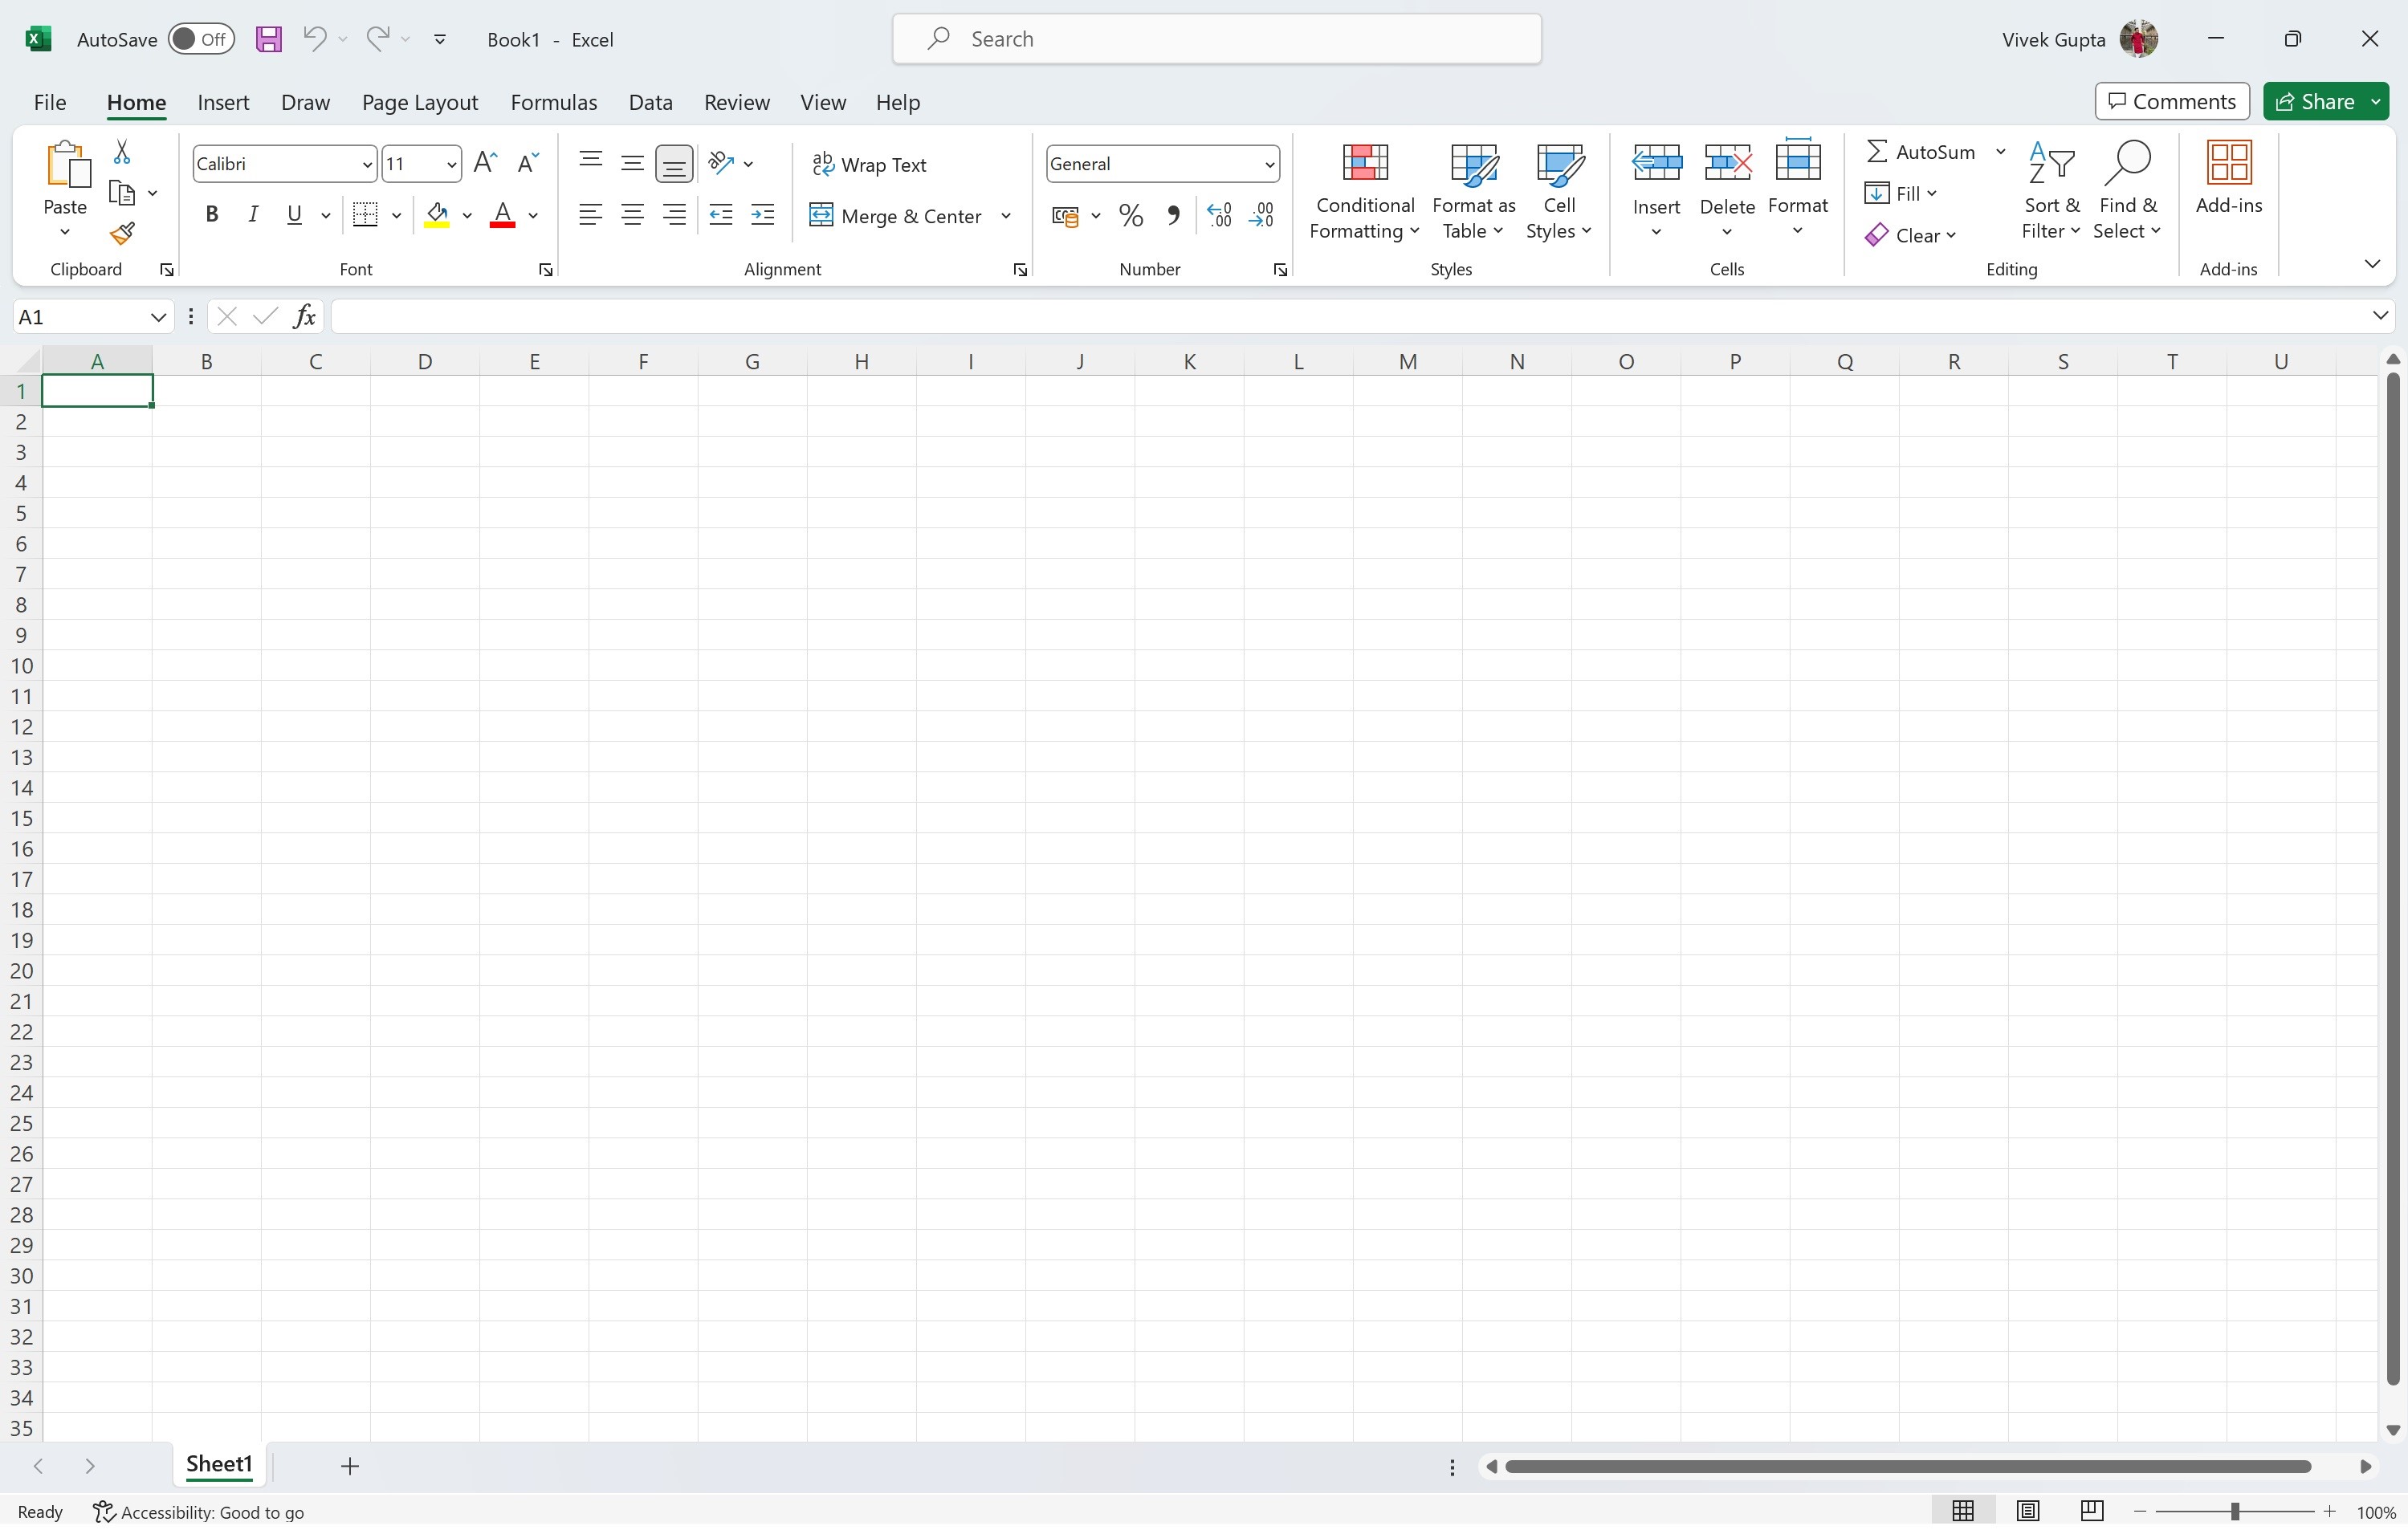 AutoSave Off Book1 - Excel Search Vivek Gupta
File Home Insert Draw Page Layout Formulas Data Review View Help Comments Share
Paste
Clipboard
Calibri 11
B I U A
Font
ab Wrap Text
Merge & Center
Alignment
General
% 
Number
Conditional Formatting
Format as Table
Cell Styles
Styles
Insert
Delete
Format
Cells
AutoSum
Fill
Clear
Sort & Filter
Find & Select
Editing
Add-ins
Add-ins
A1 fx
A B C D E F G H I J K L M N O P Q R S T U
1
2
3
4
5
6
7
8
9
10
11
12
13
14
15
16
17
18
19
20
21
22
23
24
25
26
27
28
29
30
31
32
33
34
35
Sheet1
Ready Accessibility: Good to go 100%